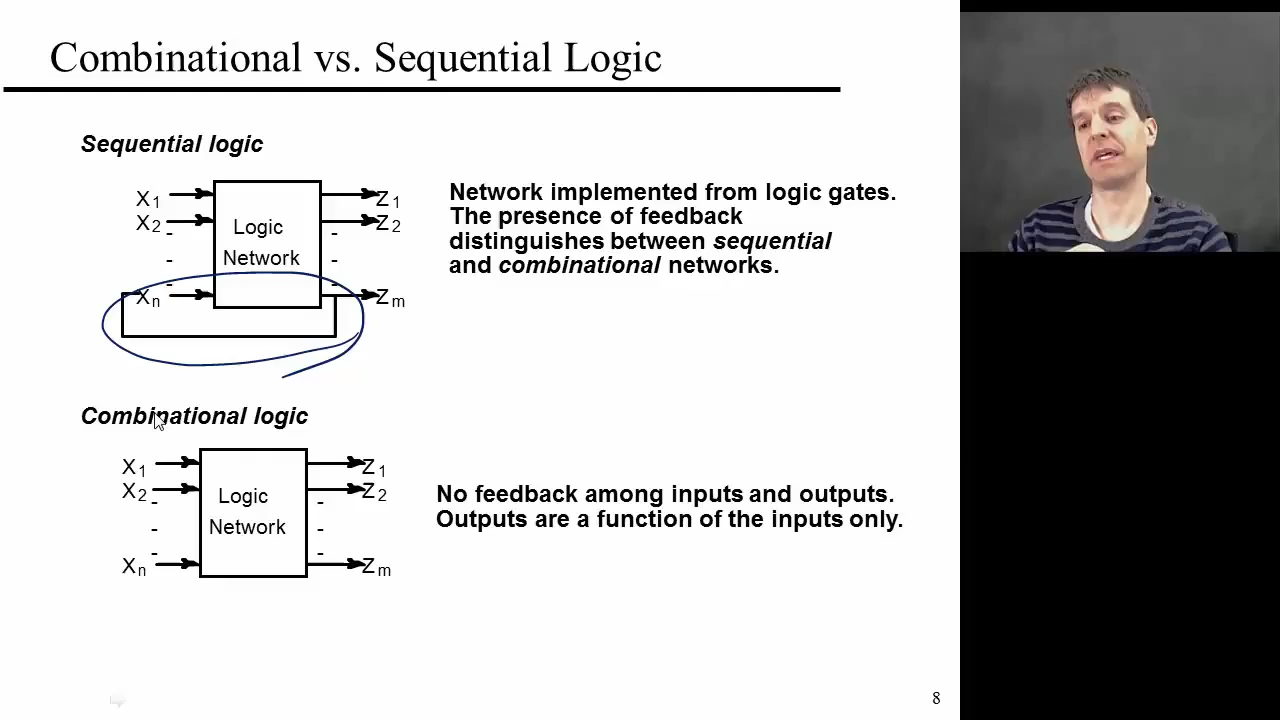 Combinational vs. Sequential Logic
Sequential logic
X1
X2
-
-
-
Xn
Logic
Network
Z1
Z2
-
-
-
Zm
Network implemented from logic gates.
The presence of feedback
distinguishes between sequential
and combinational networks.
Combinational logic
X1
X2
-
-
-
Xn
Logic
Network
Z1
Z2
-
-
-
Zm
No feedback among inputs and outputs.
Outputs are a function of the inputs only.
8